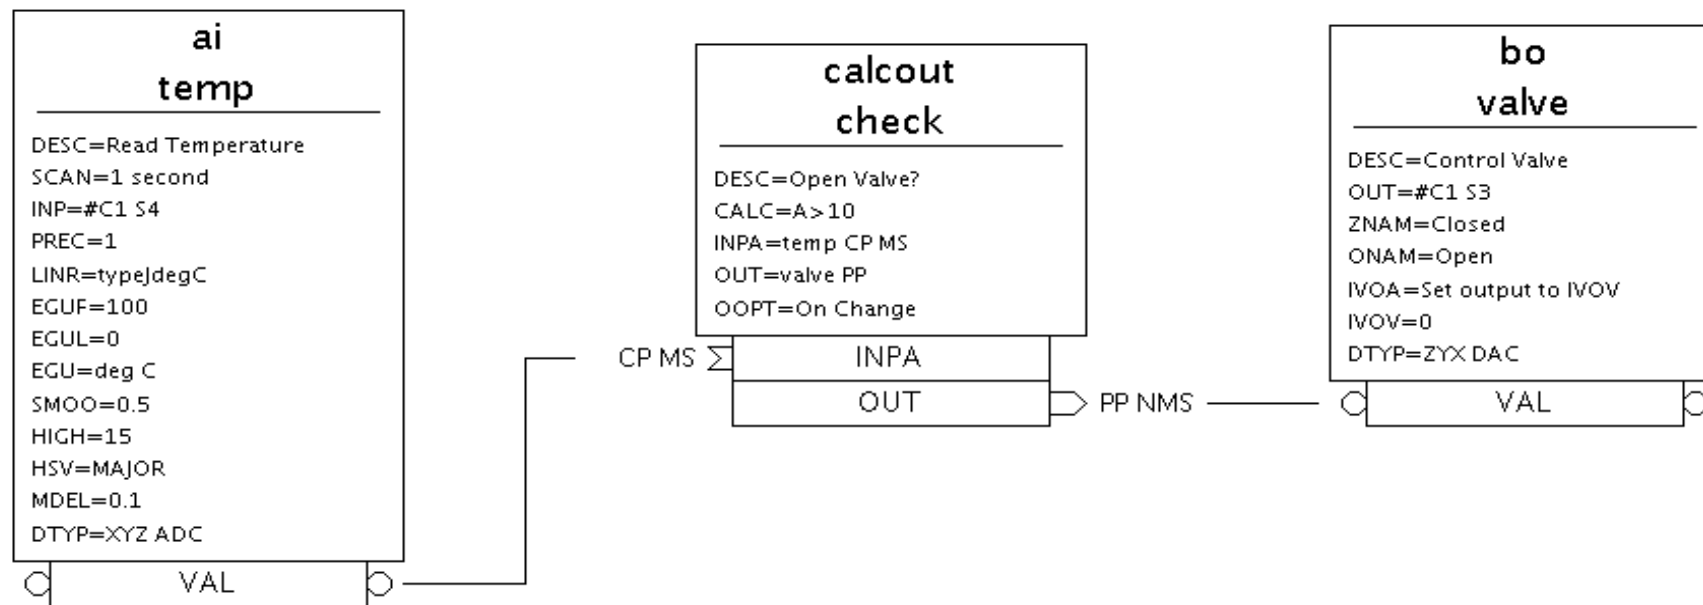 ai
temp
DESC=Read Temperature
SCAN=1 second
INP=#C1 S4
PREC=1
LINR=typeJdegC
EGUF=100
EGUL=0
EGU=deg C
SMOO=0.5
HIGH=15
HSV=MAJOR
MDEL=0.1
DTYP=XYZ ADC
VAL
calcout
check
DESC=Open Valve?
CALC=A>10
INPA=temp CP MS
OUT=valve PP
OOPT=On Change
CP MS
INPA
OUT
PP NMS
bo
valve
DESC=Control Valve
OUT=#C1 S3
ZNAM=Closed
ONAM=Open
IVOA=Set output to IVOV
IVOV=0
DTYP=ZYX DAC
VAL